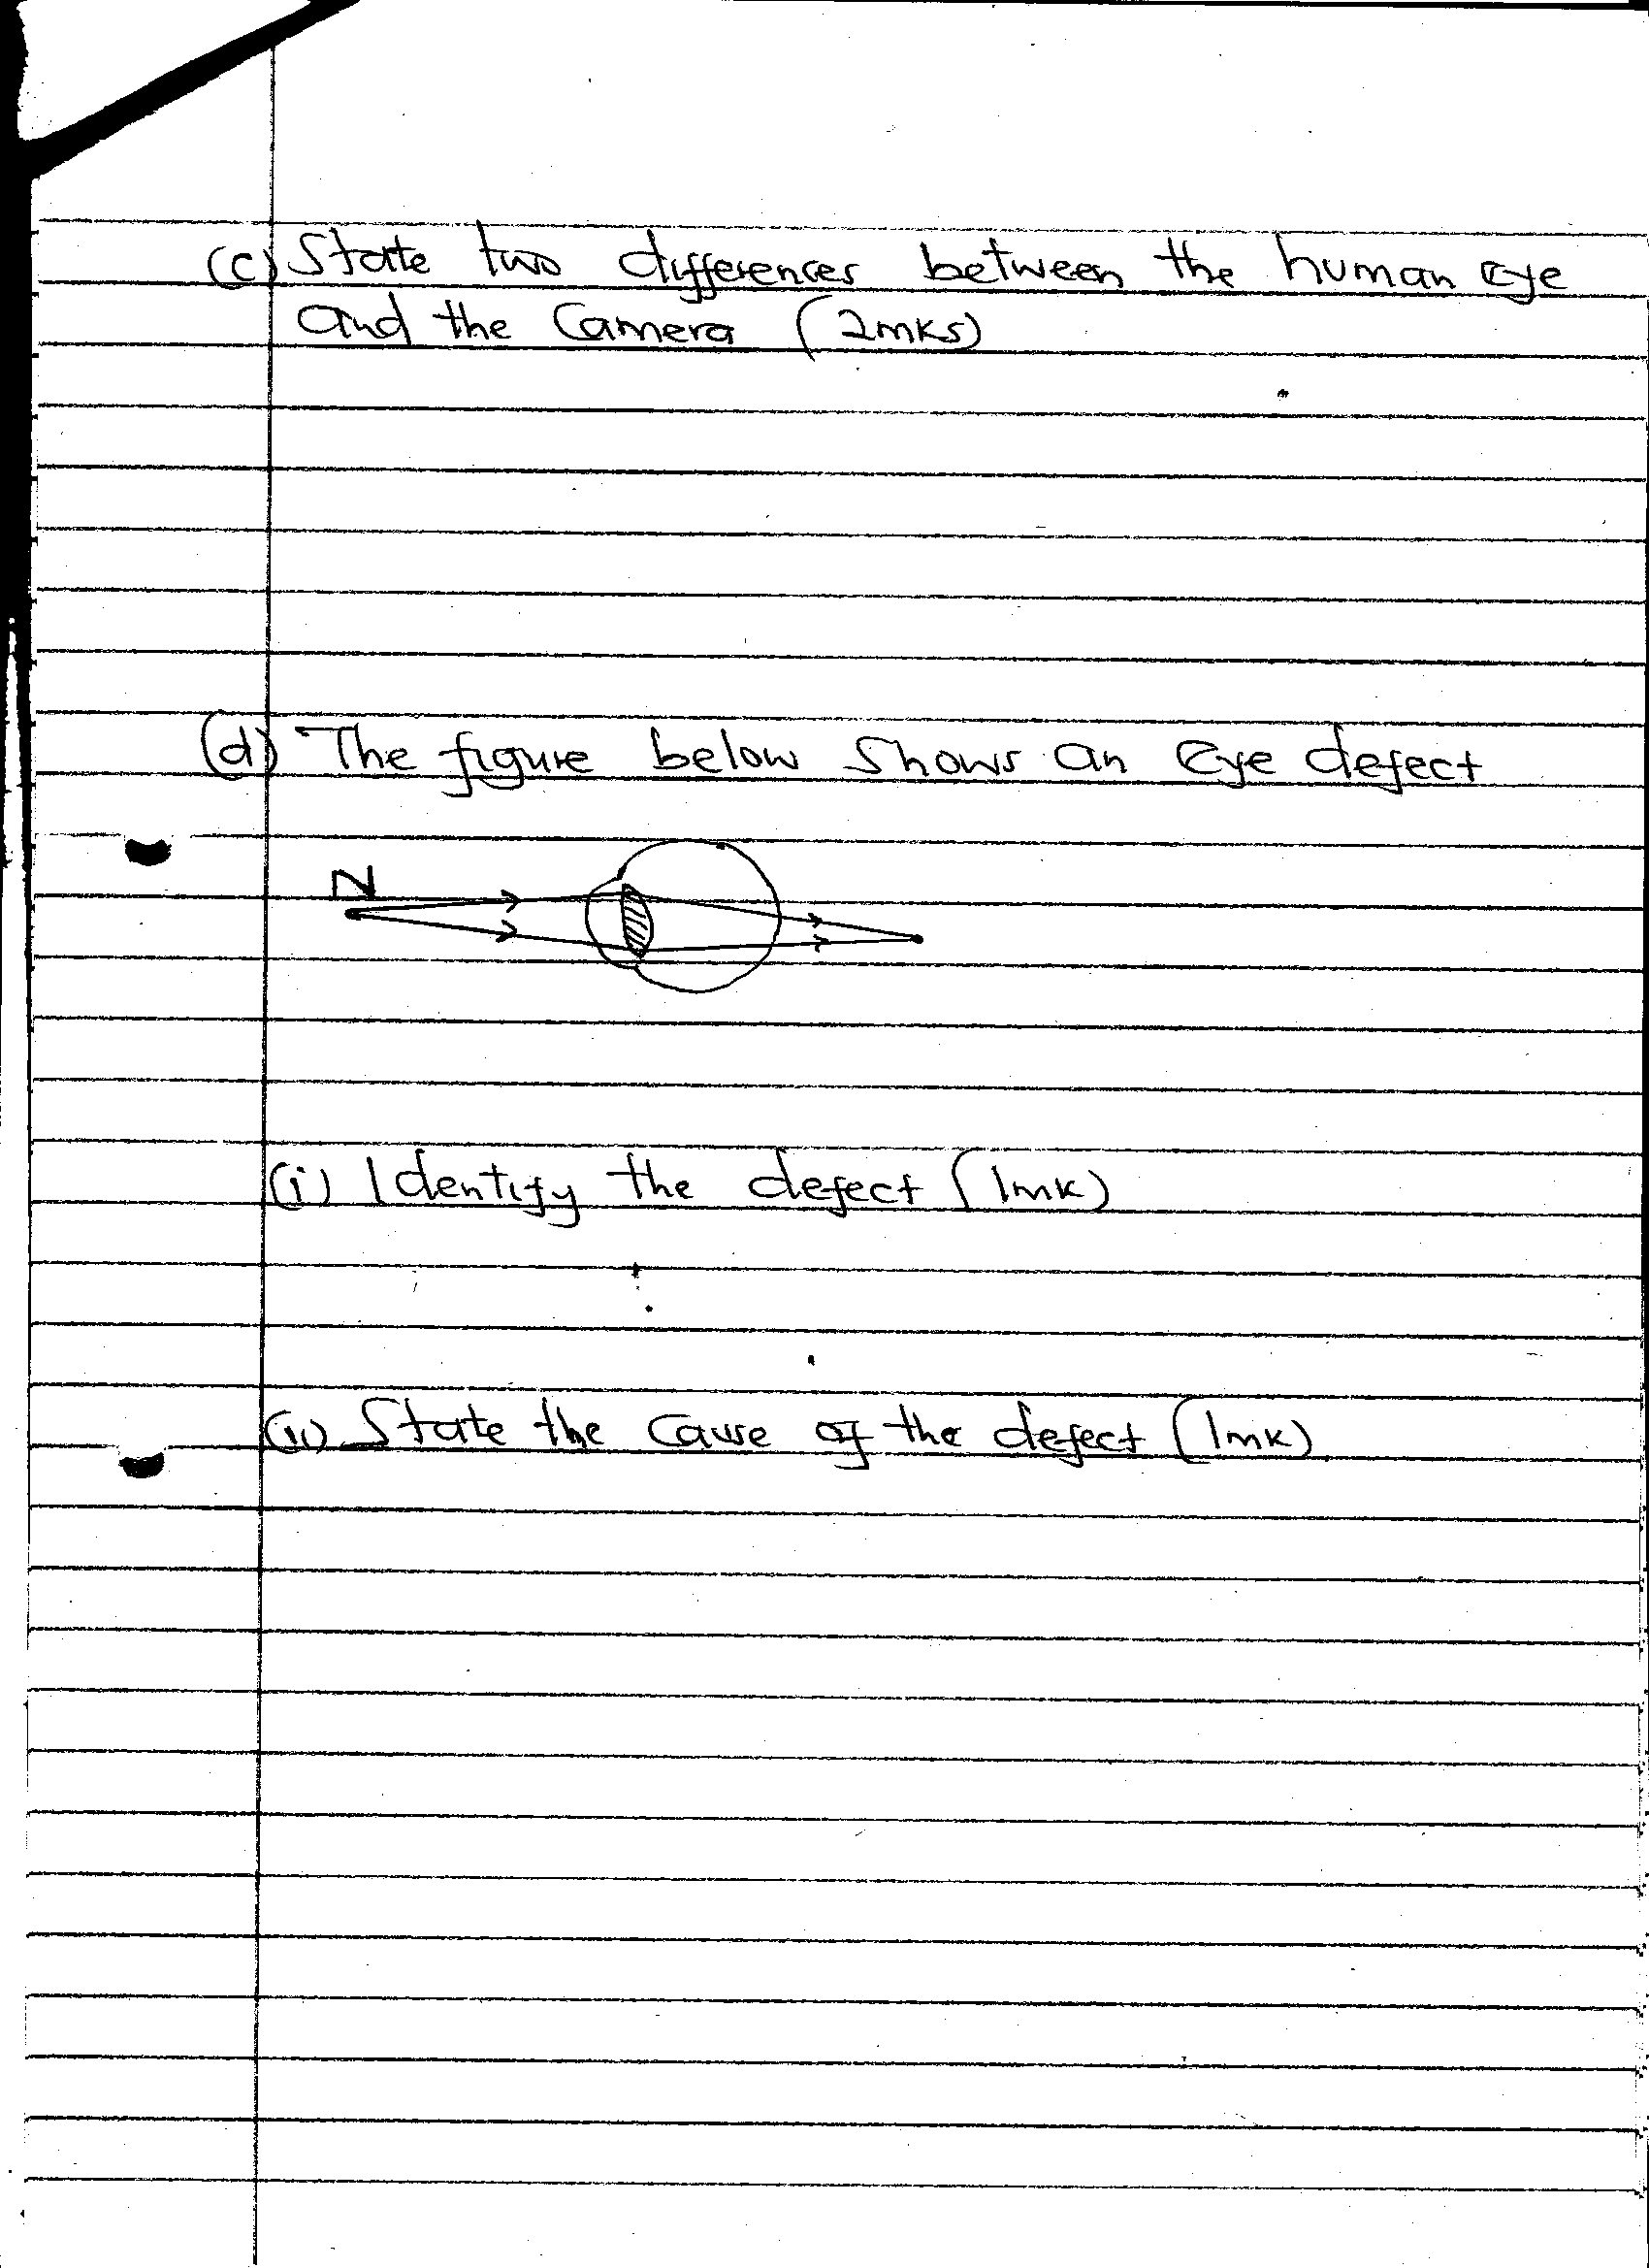 (c) State two differences between the human eye
and the Camera (2mks)
(d) The figure below shows an eye defect
N
(i) Identify the defect (1mk)
(ii) State the cause of the defect (1mk)